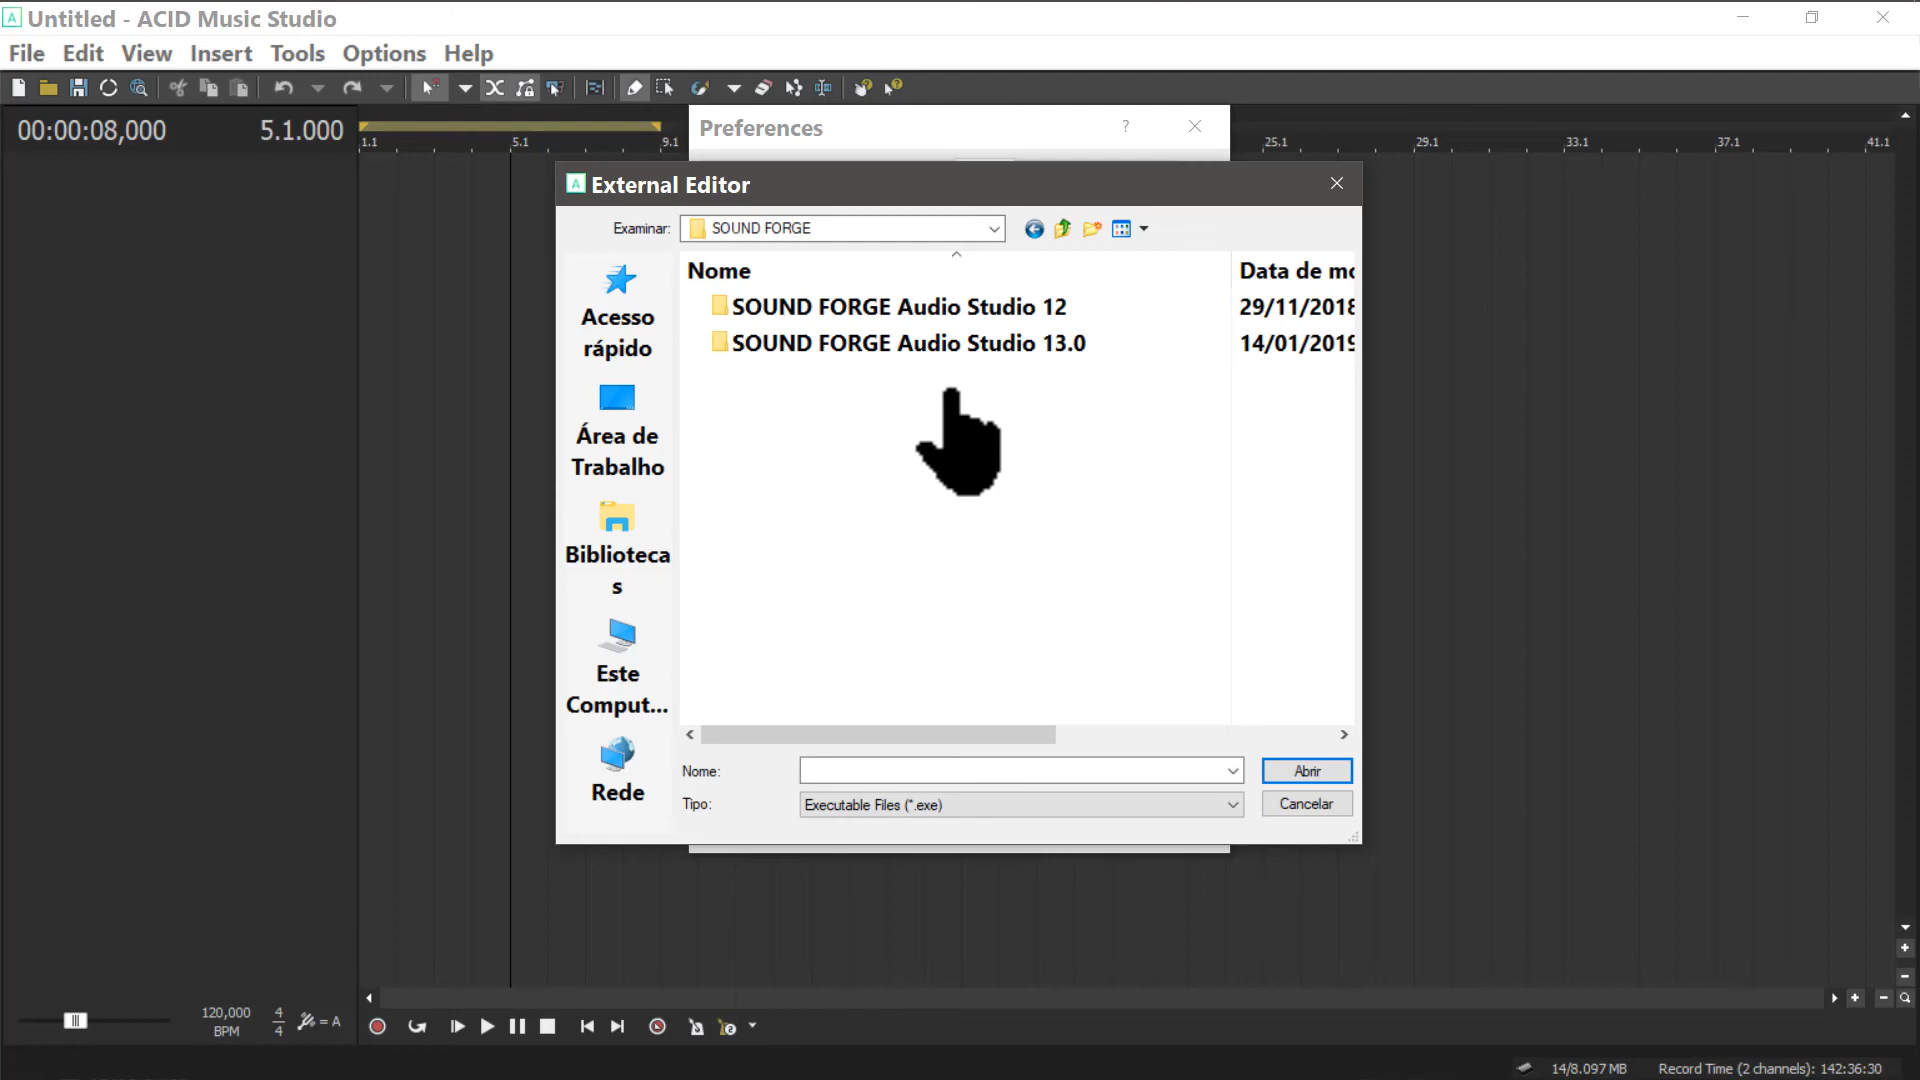 Untitled - ACID Music Studio
File Edit View Insert Tools Options Help
00:00:08,000 5.1.000
1.1 5.1 9.1 25.1 29.1 33.1 37.1 41.1
Preferences ?
External Editor
Examinar: SOUND FORGE
Nome Data de mo
SOUND FORGE Audio Studio 12 29/11/2018
SOUND FORGE Audio Studio 13.0 14/01/2019
Acesso
rápido
Área de
Trabalho
Biblioteca
s
Este
Comput...
Rede
Nome: Abrir
Tipo: Executable Files (*.exe) Cancelar
120,000
BPM
4
4
= A
14/8.097 MB Record Time (2 channels): 142:36:30